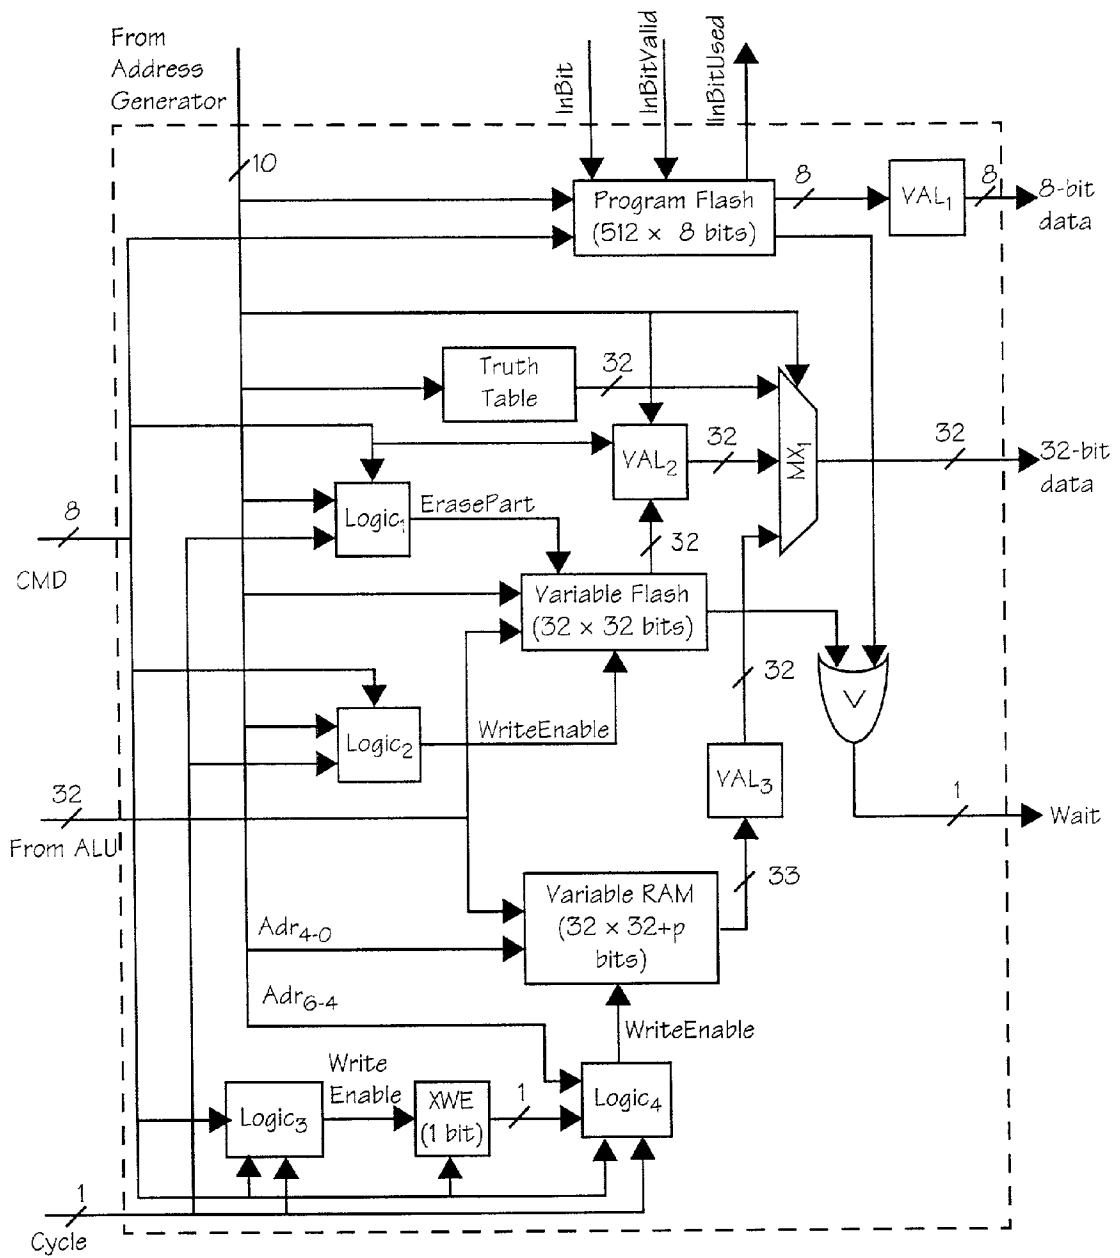 From
Address
Generator
InBit
InBitValid
InBitUsed
10
Program Flash
(512 x 8 bits)
8
VAL1
8
8-bit
data
Truth
Table
32
VAL2
32
MX1
32
32-bit
data
8
CMD
Logic1
ErasePart
32
Variable Flash
(32 x 32 bits)
Logic2
WriteEnable
32
V
VAL3
32
From ALU
1
Wait
33
Variable RAM
(32 x 32+p
bits)
Adr4-0
Adr6-4
WriteEnable
Write
Enable
Logic3
XWE
(1 bit)
1
Logic4
1
Cycle